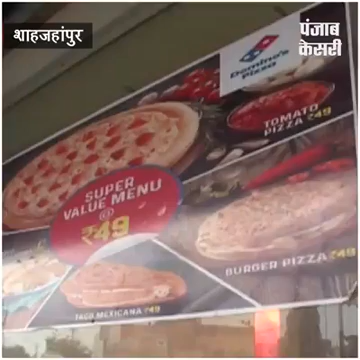 शाहजहांपुर
पंजाब
केसरी
Domino's
Pizza
TOMATO
PIZZA ₹49
SUPER
VALUE MENU
@
₹49
BURGER PIZZA ₹49
TACO MEXICANA ₹49